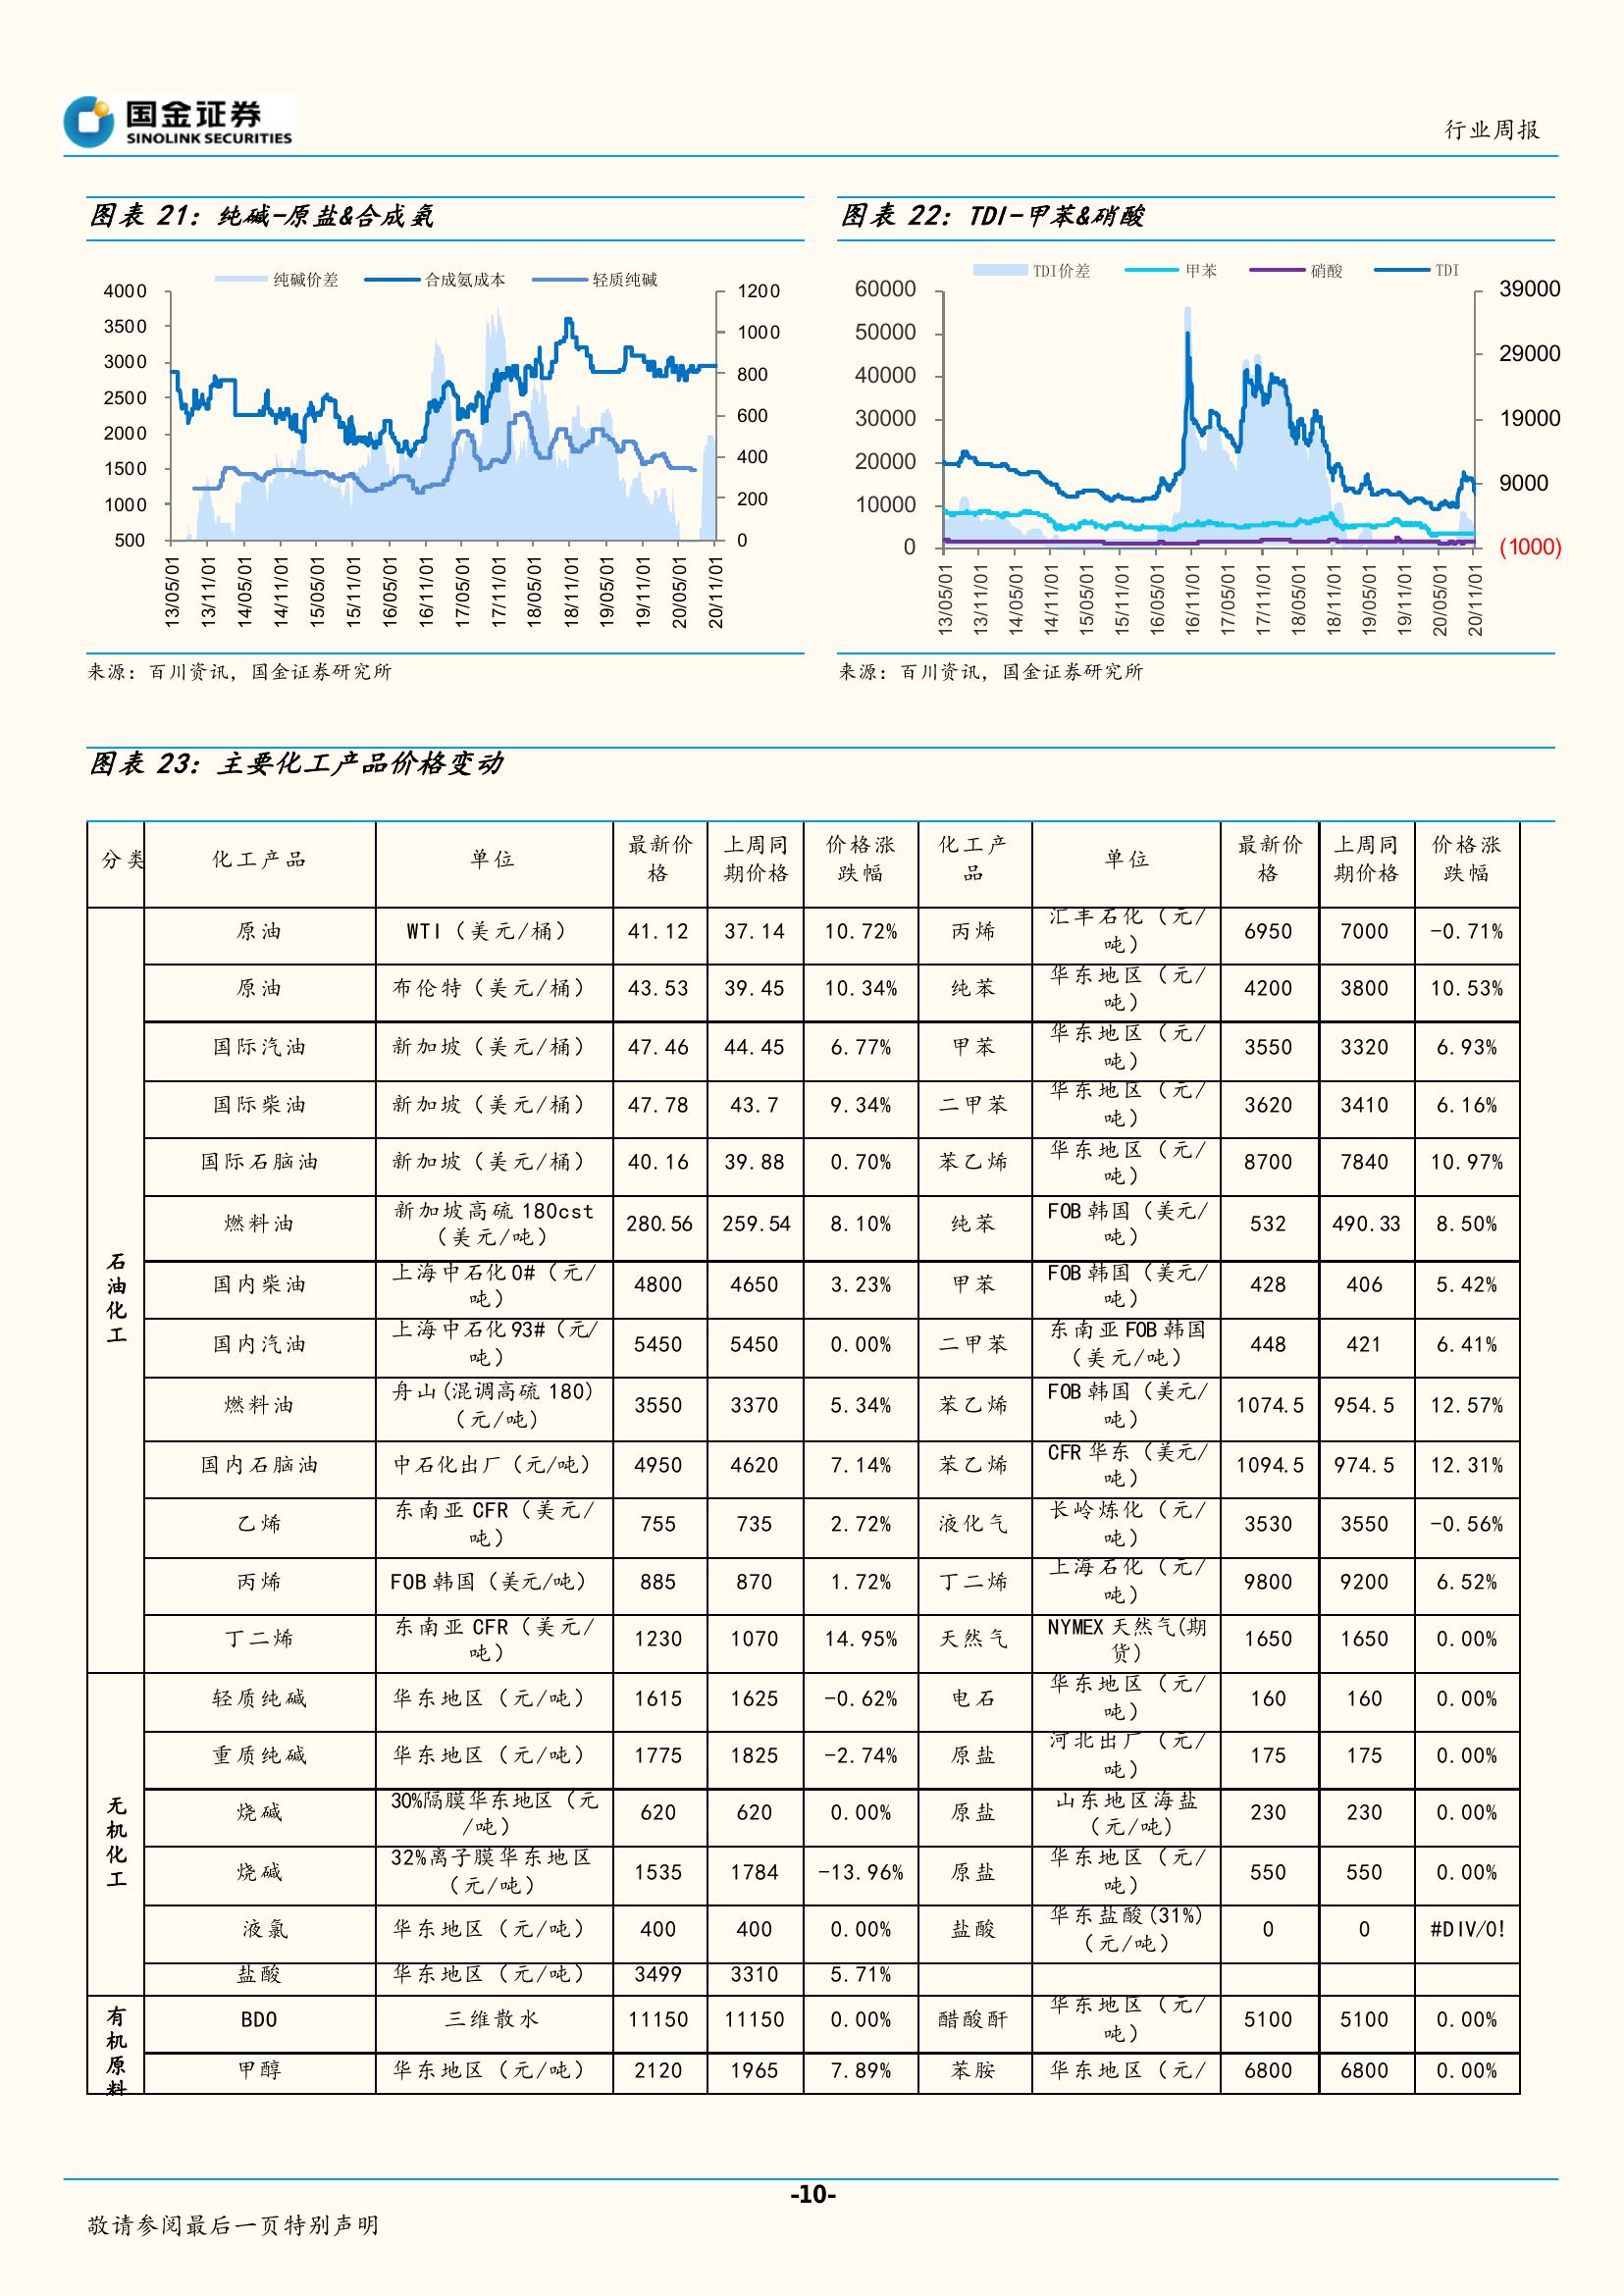 国金证券
SINOLINK SECURITIES
行业周报
图表 21：纯碱-原盐&合成氨
纯碱价差 合成氨成本 轻质纯碱
4000
3500
3000
2500
2000
1500
1000
500
1200
1000
800
600
400
200
0
13/05/01
13/11/01
14/05/01
14/11/01
15/05/01
15/11/01
16/05/01
16/11/01
17/05/01
17/11/01
18/05/01
18/11/01
19/05/01
19/11/01
20/05/01
20/11/01
来源：百川资讯，国金证券研究所
图表 22：TDI-甲苯&硝酸
TDI价差 甲苯 硝酸 TDI
60000
50000
40000
30000
20000
10000
0
39000
29000
19000
9000
(1000)
13/05/01
13/11/01
14/05/01
14/11/01
15/05/01
15/11/01
16/05/01
16/11/01
17/05/01
17/11/01
18/05/01
18/11/01
19/05/01
19/11/01
20/05/01
20/11/01
来源：百川资讯，国金证券研究所
图表 23：主要化工产品价格变动
分类 化工产品 单位 最新价格 上周同期价格 价格涨跌幅 化工产品 单位 最新价格 上周同期价格 价格涨跌幅
石油化工
原油 WTI（美元/桶） 41.12 37.14 10.72% 丙烯 汇丰石化（元/吨） 6950 7000 -0.71%
原油 布伦特（美元/桶） 43.53 39.45 10.34% 纯苯 华东地区（元/吨） 4200 3800 10.53%
国际汽油 新加坡（美元/桶） 47.46 44.45 6.77% 甲苯 华东地区（元/吨） 3550 3320 6.93%
国际柴油 新加坡（美元/桶） 47.78 43.7 9.34% 二甲苯 华东地区（元/吨） 3620 3410 6.16%
国际石脑油 新加坡（美元/桶） 40.16 39.88 0.70% 苯乙烯 华东地区（元/吨） 8700 7840 10.97%
燃料油 新加坡高硫 180cst（美元/吨） 280.56 259.54 8.10% 纯苯 FOB 韩国（美元/吨） 532 490.33 8.50%
国内柴油 上海中石化 0#（元/吨） 4800 4650 3.23% 甲苯 FOB 韩国（美元/吨） 428 406 5.42%
国内汽油 上海中石化 93#（元/吨） 5450 5450 0.00% 二甲苯 东南亚 FOB 韩国（美元/吨） 448 421 6.41%
燃料油 舟山(混调高硫 180)（元/吨） 3550 3370 5.34% 苯乙烯 FOB 韩国（美元/吨） 1074.5 954.5 12.57%
国内石脑油 中石化出厂（元/吨） 4950 4620 7.14% 苯乙烯 CFR 华东（美元/吨） 1094.5 974.5 12.31%
乙烯 东南亚 CFR（美元/吨） 755 735 2.72% 液化气 长岭炼化（元/吨） 3530 3550 -0.56%
丙烯 FOB 韩国（美元/吨） 885 870 1.72% 丁二烯 上海石化（元/吨） 9800 9200 6.52%
丁二烯 东南亚 CFR（美元/吨） 1230 1070 14.95% 天然气 NYMEX 天然气(期货) 1650 1650 0.00%
无机化工
轻质纯碱 华东地区（元/吨） 1615 1625 -0.62% 电石 华东地区（元/吨） 160 160 0.00%
重质纯碱 华东地区（元/吨） 1775 1825 -2.74% 原盐 河北出厂（元/吨） 175 175 0.00%
烧碱 30%隔膜华东地区（元/吨） 620 620 0.00% 原盐 山东地区海盐（元/吨） 230 230 0.00%
烧碱 32%离子膜华东地区（元/吨） 1535 1784 -13.96% 原盐 华东地区（元/吨） 550 550 0.00%
液氯 华东地区（元/吨） 400 400 0.00% 盐酸 华东盐酸(31%)（元/吨） 0 0 #DIV/0!
盐酸 华东地区（元/吨） 3499 3310 5.71%
有机原料
BDO 三维散水 11150 11150 0.00% 醋酸酐 华东地区（元/吨） 5100 5100 0.00%
甲醇 华东地区（元/吨） 2120 1965 7.89% 苯胺 华东地区（元/ 6800 6800 0.00%
-10-
敬请参阅最后一页特别声明